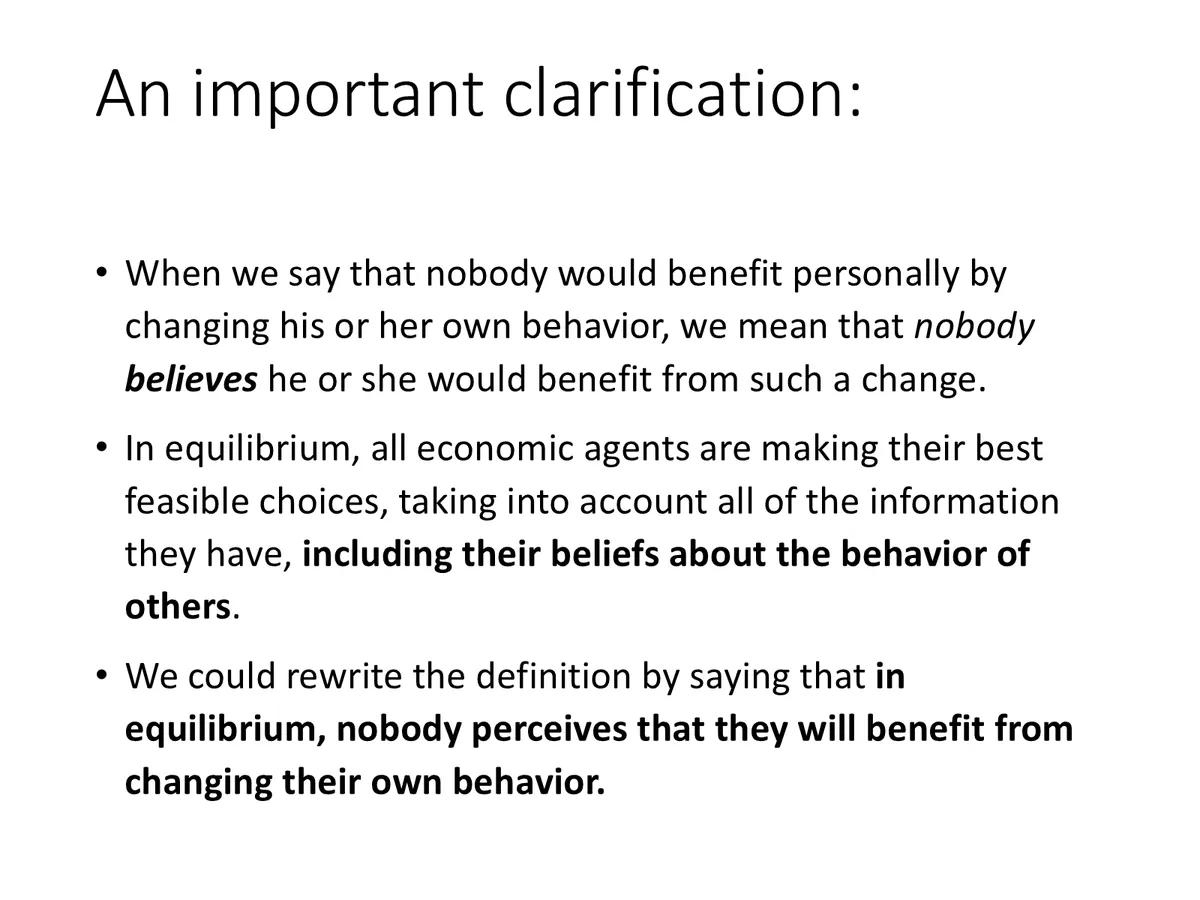 An important clarification:
• When we say that nobody would benefit personally by
changing his or her own behavior, we mean that nobody
believes he or she would benefit from such a change.
• In equilibrium, all economic agents are making their best
feasible choices, taking into account all of the information
they have, including their beliefs about the behavior of
others.
• We could rewrite the definition by saying that in
equilibrium, nobody perceives that they will benefit from
changing their own behavior.